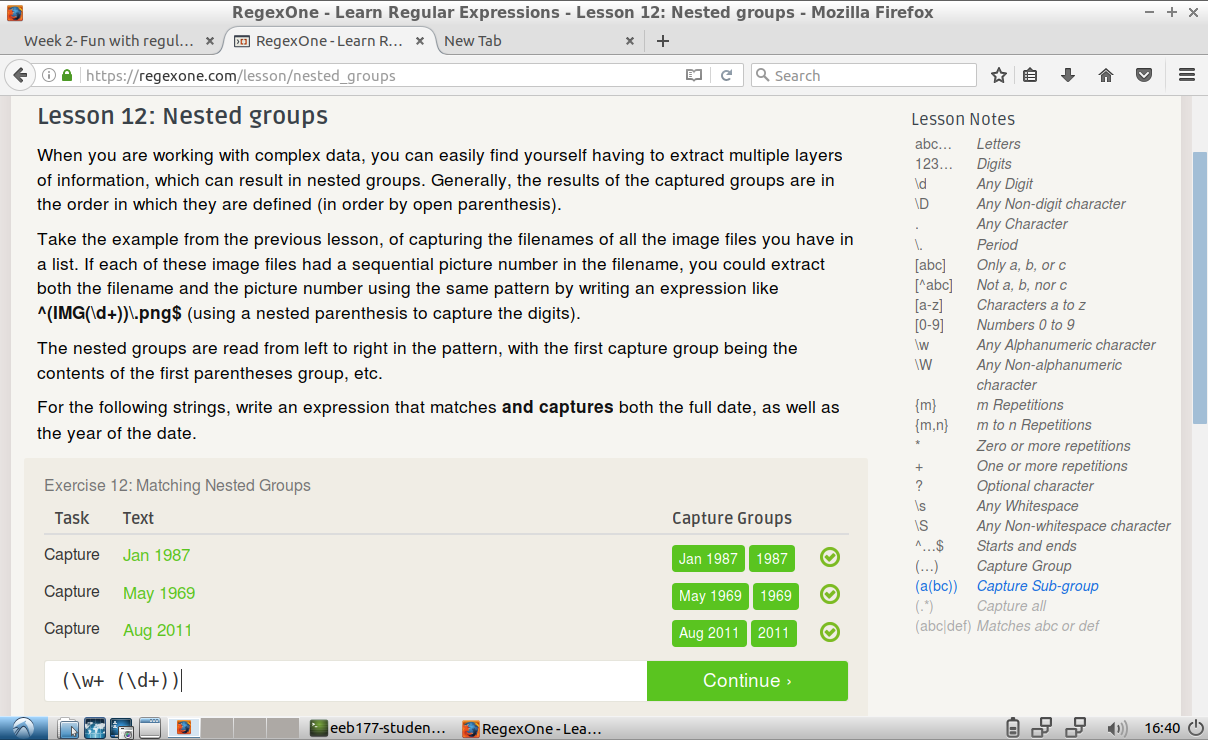 RegexOne - Learn Regular Expressions - Lesson 12: Nested groups - Mozilla Firefox
Week 2- Fun with regul... × RegexOne - Learn R... × New Tab ×
https://regexone.com/lesson/nested_groups Search
Lesson 12: Nested groups
When you are working with complex data, you can easily find yourself having to extract multiple layers
of information, which can result in nested groups. Generally, the results of the captured groups are in
the order in which they are defined (in order by open parenthesis).
Take the example from the previous lesson, of capturing the filenames of all the image files you have in
a list. If each of these image files had a sequential picture number in the filename, you could extract
both the filename and the picture number using the same pattern by writing an expression like
^(IMG(\d+))\.png$ (using a nested parenthesis to capture the digits).
The nested groups are read from left to right in the pattern, with the first capture group being the
contents of the first parentheses group, etc.
For the following strings, write an expression that matches and captures both the full date, as well as
the year of the date.
Exercise 12: Matching Nested Groups
Task Text Capture Groups
Capture Jan 1987 Jan 1987 1987
Capture May 1969 May 1969 1969
Capture Aug 2011 Aug 2011 2011
(\w+ (\d+)) Continue ›
Lesson Notes
abc… Letters
123… Digits
\d Any Digit
\D Any Non-digit character
. Any Character
\. Period
[abc] Only a, b, or c
[^abc] Not a, b, nor c
[a-z] Characters a to z
[0-9] Numbers 0 to 9
\w Any Alphanumeric character
\W Any Non-alphanumeric
character
{m} m Repetitions
{m,n} m to n Repetitions
* Zero or more repetitions
+ One or more repetitions
? Optional character
\s Any Whitespace
\S Any Non-whitespace character
^…$ Starts and ends
(…) Capture Group
(a(bc)) Capture Sub-group
(.*) Capture all
(abc|def) Matches abc or def
eeb177-studen... RegexOne - Lea... 16:40